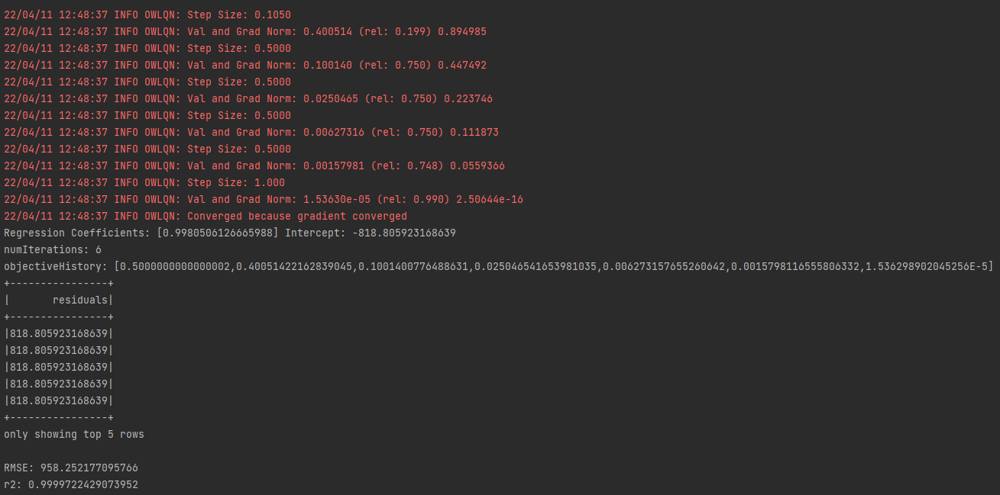 22/04/11 12:48:37 INFO OWLQN: Step Size: 0.1050
22/04/11 12:48:37 INFO OWLQN: Val and Grad Norm: 0.400514 (rel: 0.199) 0.894985
22/04/11 12:48:37 INFO OWLQN: Step Size: 0.5000
22/04/11 12:48:37 INFO OWLQN: Val and Grad Norm: 0.100140 (rel: 0.750) 0.447492
22/04/11 12:48:37 INFO OWLQN: Step Size: 0.5000
22/04/11 12:48:37 INFO OWLQN: Val and Grad Norm: 0.0250465 (rel: 0.750) 0.223746
22/04/11 12:48:37 INFO OWLQN: Step Size: 0.5000
22/04/11 12:48:37 INFO OWLQN: Val and Grad Norm: 0.00627316 (rel: 0.750) 0.111873
22/04/11 12:48:37 INFO OWLQN: Step Size: 0.5000
22/04/11 12:48:37 INFO OWLQN: Val and Grad Norm: 0.00157981 (rel: 0.748) 0.0559366
22/04/11 12:48:37 INFO OWLQN: Step Size: 1.000
22/04/11 12:48:37 INFO OWLQN: Val and Grad Norm: 1.53630e-05 (rel: 0.990) 2.50644e-16
22/04/11 12:48:37 INFO OWLQN: Converged because gradient converged
Regression Coefficients: [0.9980506126665988] Intercept: -818.805923168639
numIterations: 6
objectiveHistory: [0.5000000000000002,0.40051422162839045,0.1001400776488631,0.025046541653981035,0.006273157655260642,0.0015798116555806332,1.536298902045256E-5]
+----------------+
|       residuals|
+----------------+
|818.805923168639|
|818.805923168639|
|818.805923168639|
|818.805923168639|
|818.805923168639|
+----------------+
only showing top 5 rows
RMSE: 958.252177095766
r2: 0.9999722429073952